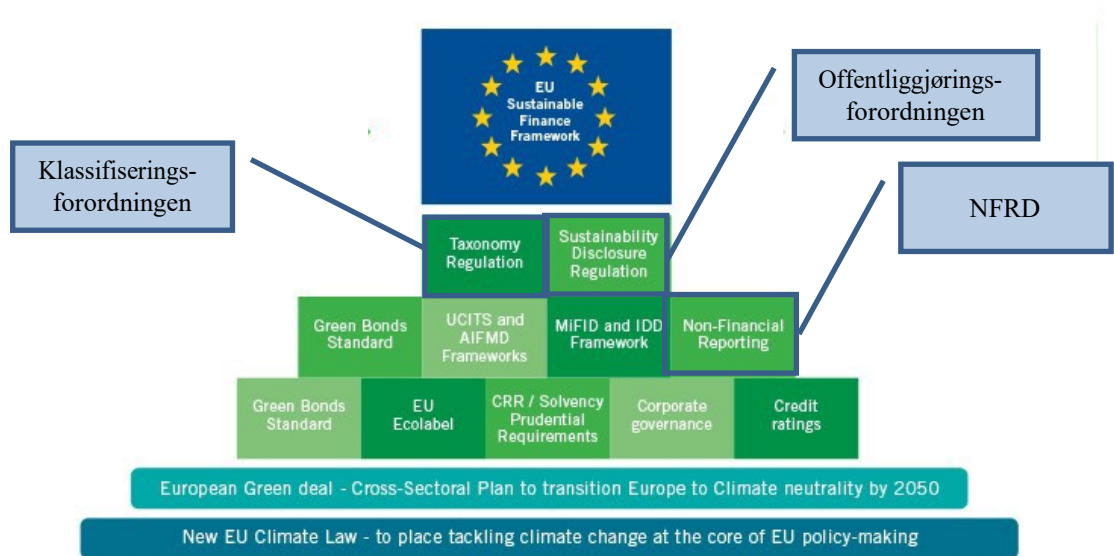 EU
Sustainable
Finance
Framework
Offentliggjørings-
forordningen
Klassifiserings-
forordningen
NFRD
Taxonomy
Regulation
Sustainability
Disclosure
Regulation
Green Bonds
Standard
UCITS and
AIFMD
Frameworks
MiFID and IDD
Framework
Non-Financial
Reporting
Green Bonds
Standard
EU
Ecolabel
CRR / Solvency
Prudential
Requirements
Corporate
governance
Credit
ratings
European Green deal - Cross-Sectoral Plan to transition Europe to Climate neutrality by 2050
New EU Climate Law - to place tackling climate change at the core of EU policy-making